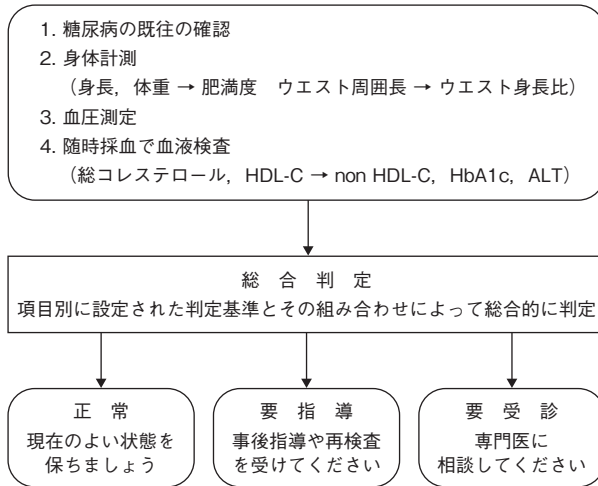 1. 糖尿病の既往の確認
2. 身体計測
（身長，体重 → 肥満度　ウエスト周囲長 → ウエスト身長比）
3. 血圧測定
4. 随時採血で血液検査
（総コレステロール，HDL-C → non HDL-C，HbA1c，ALT）
総　合　判　定
項目別に設定された判定基準とその組み合わせによって総合的に判定
正　常
現在のよい状態を
保ちましょう
要　指　導
事後指導や再検査
を受けてください
要　受　診
専門医に
相談してください